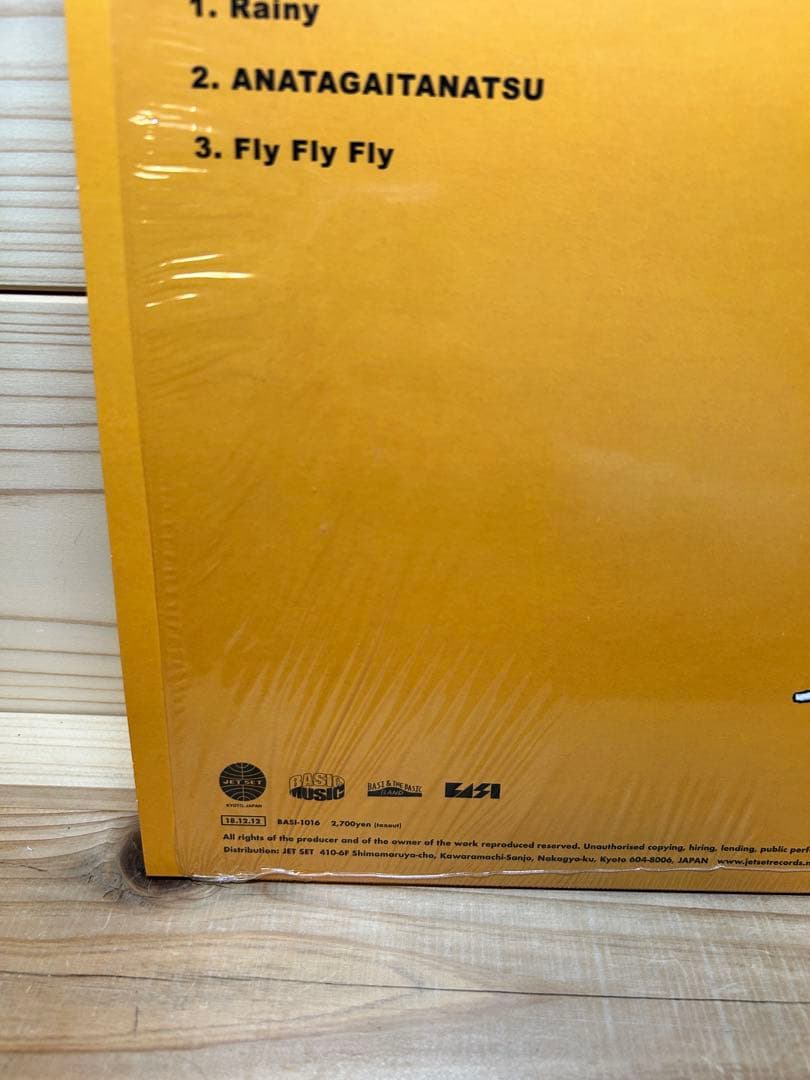 1. Rainy
2. ANATAGAITANATSU
3. Fly Fly Fly
JET SET
KYOTO, JAPAN
BASIC
MUSIC
BASI & THE BASIC
BAND
BASI
18.12.12 BASI-1016 2,700yen (taxout)
All rights of the producer and of the owner of the work reproduced reserved. Unauthorised copying, hiring, lending, public
Distribution: JET SET 410-6F Shimomaruya-cho, Kawaramachi-Sanjo, Nakagyo-ku, Kyoto 604-8006, JAPAN www.jetsetrecords.n